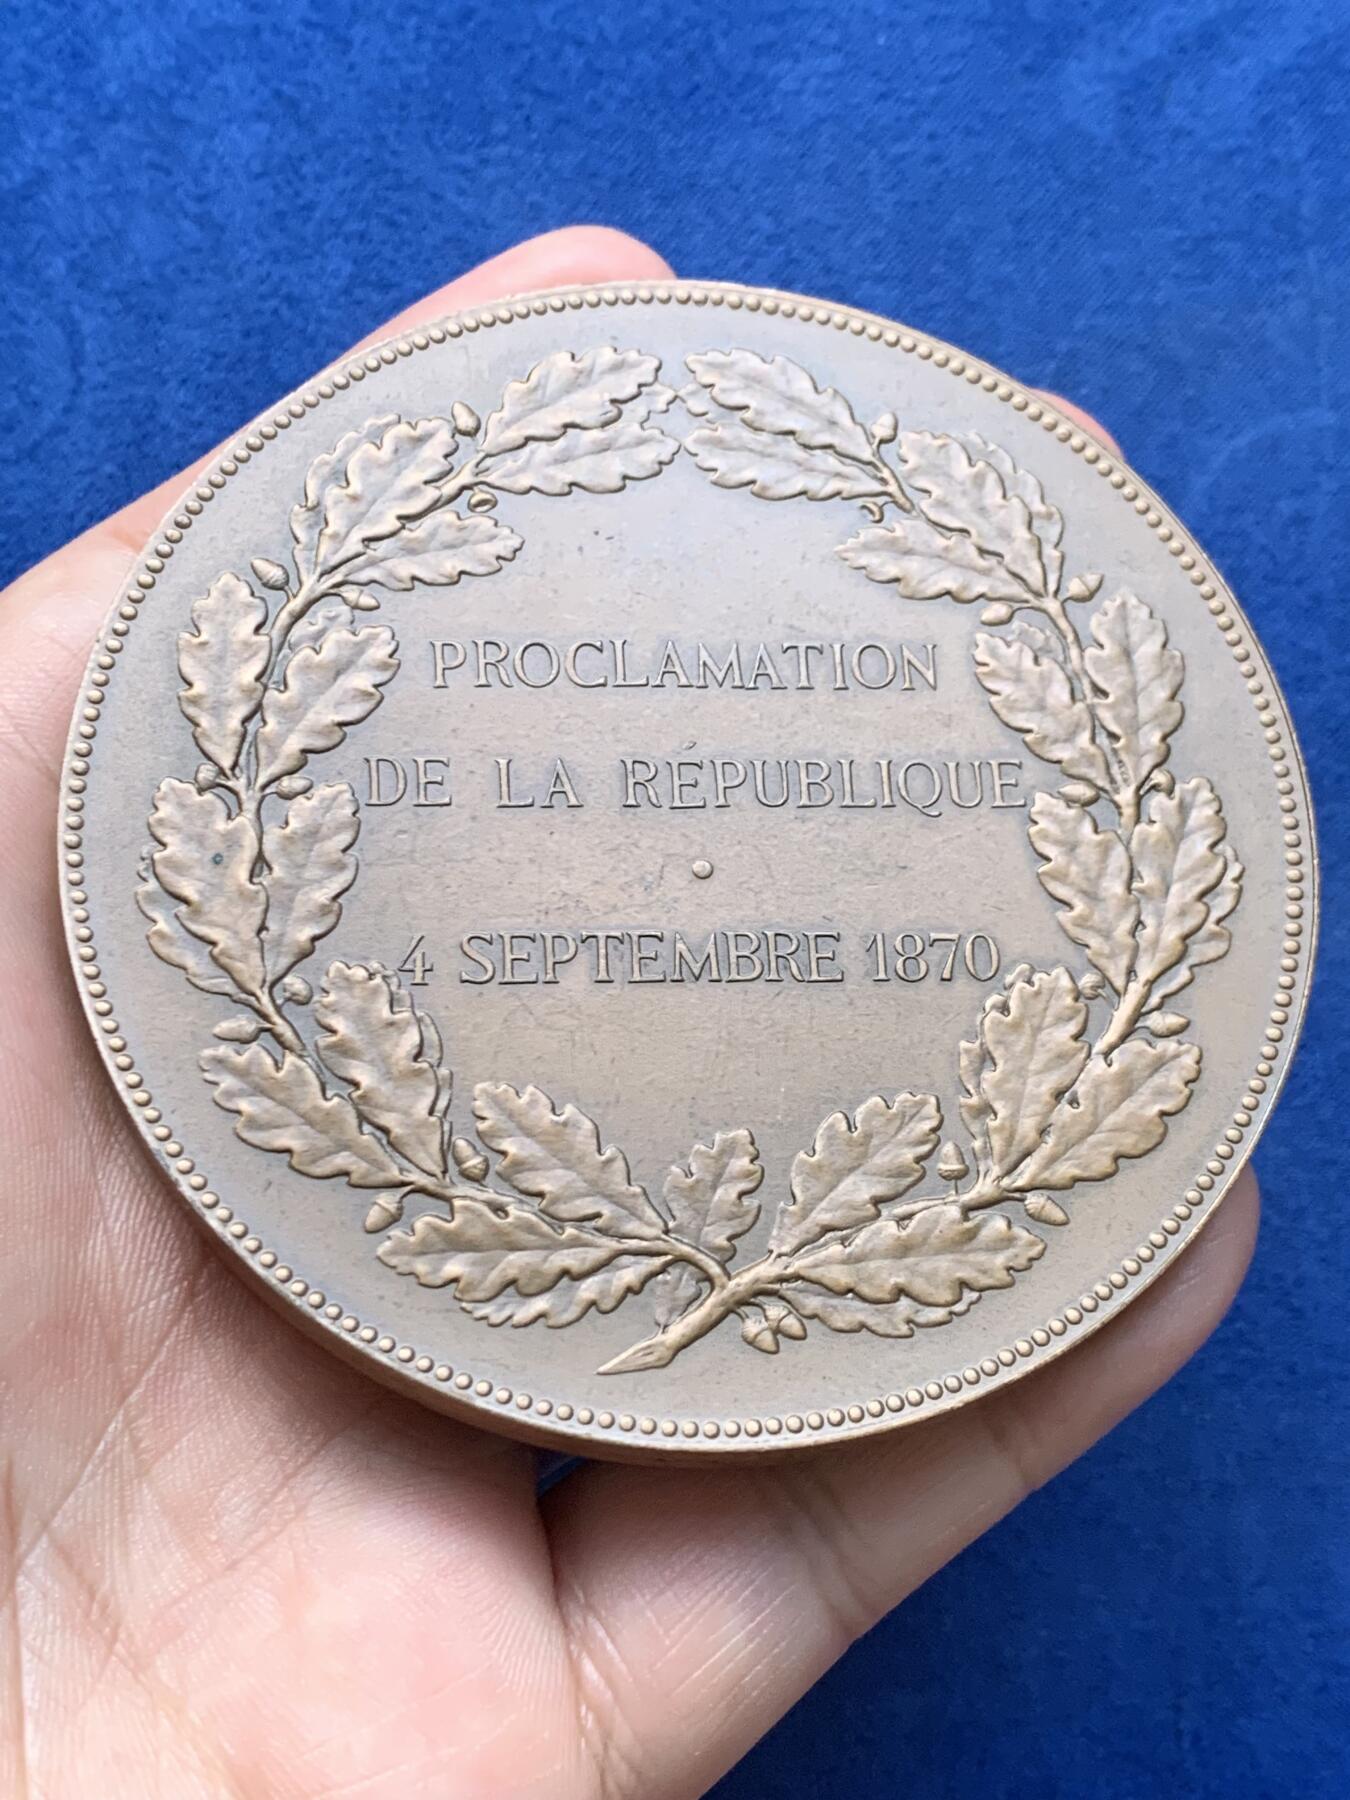 PROCLAMATION
DE LA RÉPUBLIQUE
4 SEPTEMBRE 1870